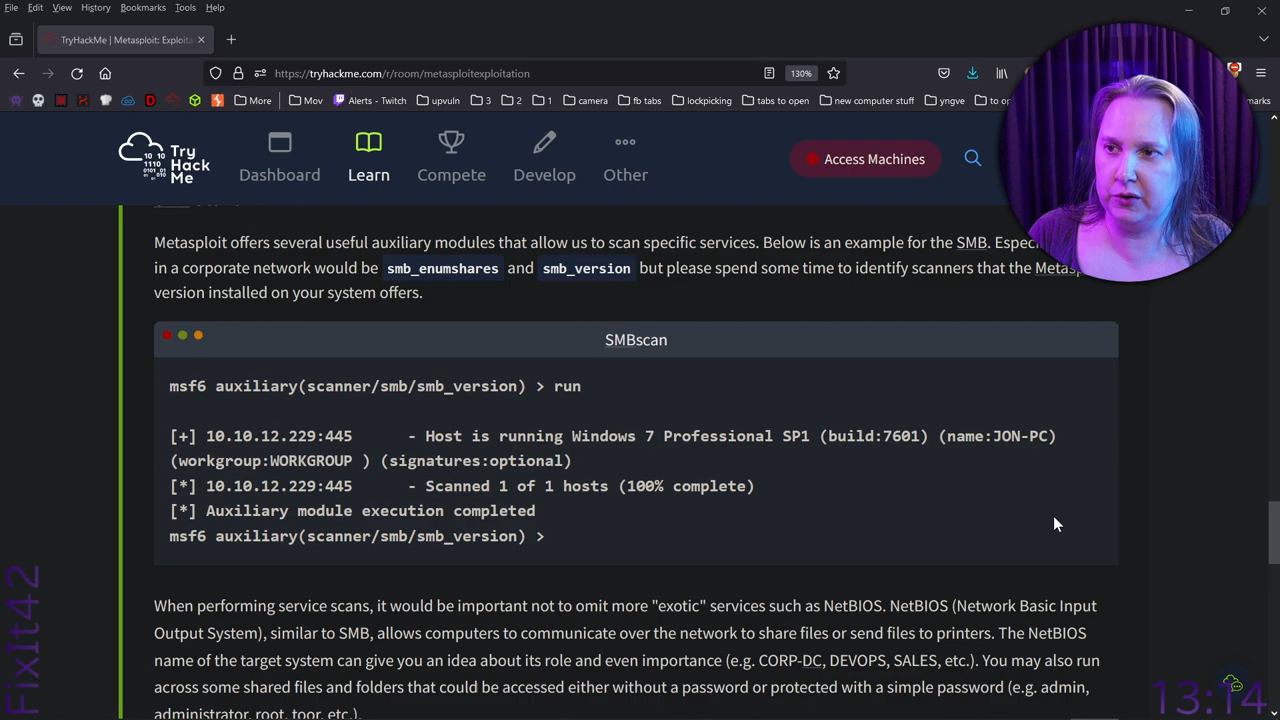 File Edit View History Bookmarks Tools Help
TryHackMe | Metasploit: Exploita
https://tryhackme.com/r/room/metasploitexploitation
130%
More Mov Alerts - Twitch upvuln 3 2 1 camera fb tabs lockpicking tabs to open new computer stuff yngve to op
Try
Hack
Me
Dashboard Learn Compete Develop Other
Access Machines
Metasploit offers several useful auxiliary modules that allow us to scan specific services. Below is an example for the SMB.
in a corporate network would be smb_enumshares and smb_version but please spend some time to identify scanners that the
version installed on your system offers.
SMBscan
msf6 auxiliary(scanner/smb/smb_version) > run
[+] 10.10.12.229:445 - Host is running Windows 7 Professional SP1 (build:7601) (name:JON-PC)
(workgroup:WORKGROUP ) (signatures:optional)
[*] 10.10.12.229:445 - Scanned 1 of 1 hosts (100% complete)
[*] Auxiliary module execution completed
msf6 auxiliary(scanner/smb/smb_version) >
When performing service scans, it would be important not to omit more "exotic" services such as NetBIOS. NetBIOS (Network Basic Input
Output System), similar to SMB, allows computers to communicate over the network to share files or send files to printers. The NetBIOS
name of the target system can give you an idea about its role and even importance (e.g. CORP-DC, DEVOPS, SALES, etc.). You may also run
across some shared files and folders that could be accessed either without a password or protected with a simple password (e.g. admin,
administrator, root, toor, etc.).
FixIt42
13:14